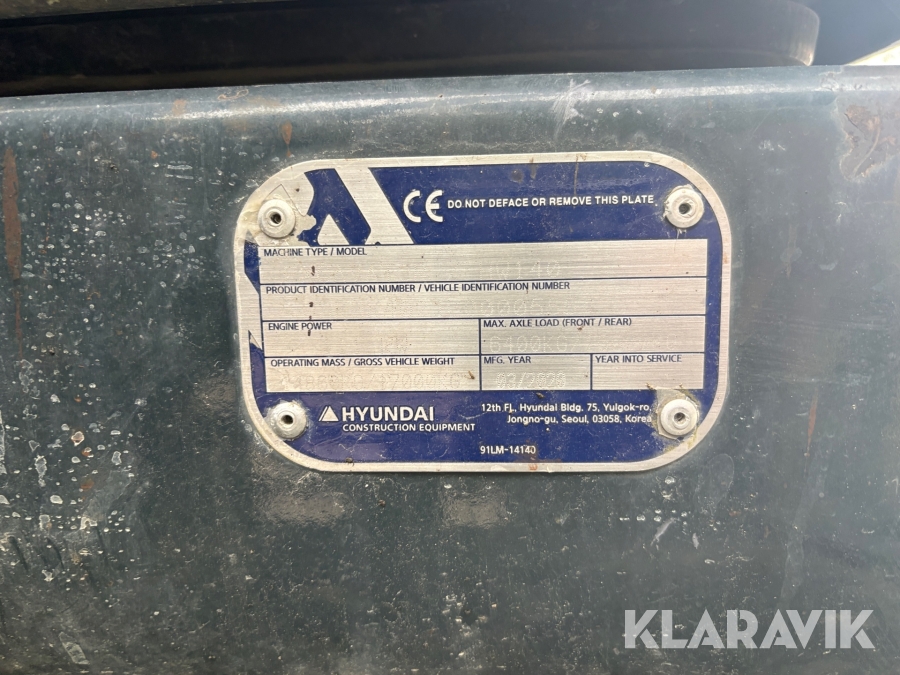 CE DO NOT DEFACE OR REMOVE THIS PLATE
MACHINE TYPE / MODEL
PRODUCT IDENTIFICATION NUMBER / VEHICLE IDENTIFICATION NUMBER
ENGINE POWER
MAX. AXLE LOAD (FRONT / REAR)
OPERATING MASS / GROSS VEHICLE WEIGHT
MFG. YEAR
YEAR INTO SERVICE
HYUNDAI
CONSTRUCTION EQUIPMENT
12th FL., Hyundai Bldg. 75, Yulgok-ro,
Jongno-gu, Seoul, 03058, Korea
91LM-14140
KLARAVIK